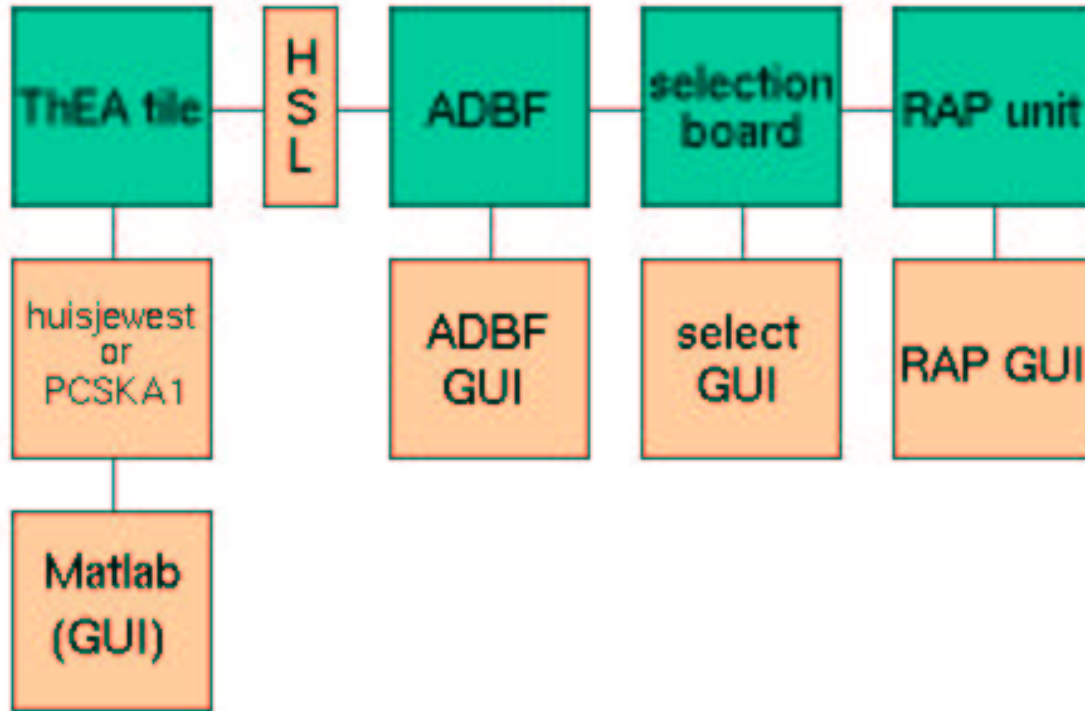 ThEA tile
H
S
L
ADBF
selection
board
RAP unit
huisjewest
or
PCSKA1
ADBF
GUI
select
GUI
RAP GUI
Matlab
(GUI)